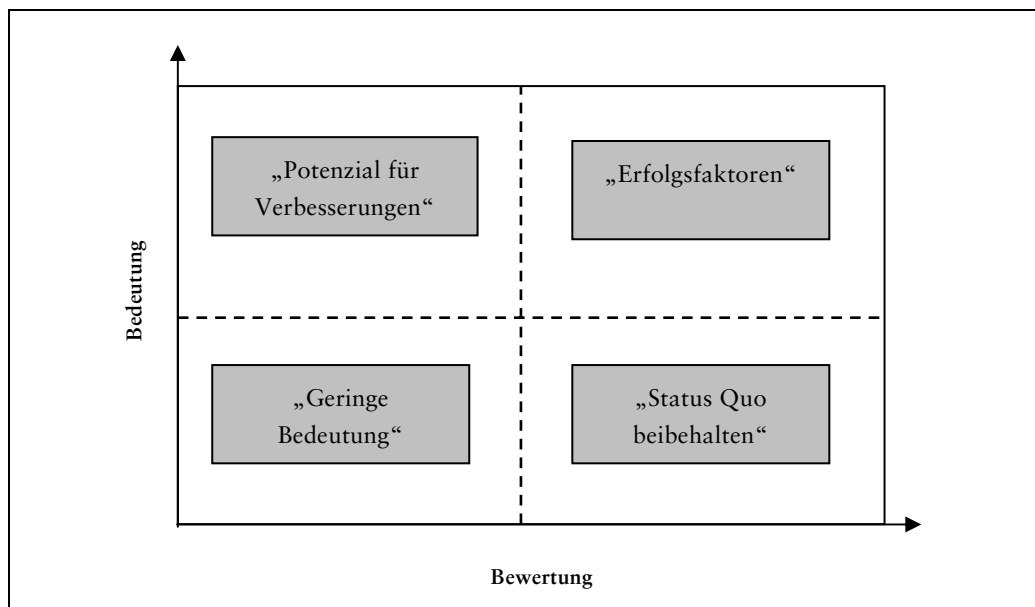 „Potenzial für
Verbesserungen“
„Erfolgsfaktoren“
Bedeutung
„Geringe
Bedeutung“
„Status Quo
beibehalten“
Bewertung